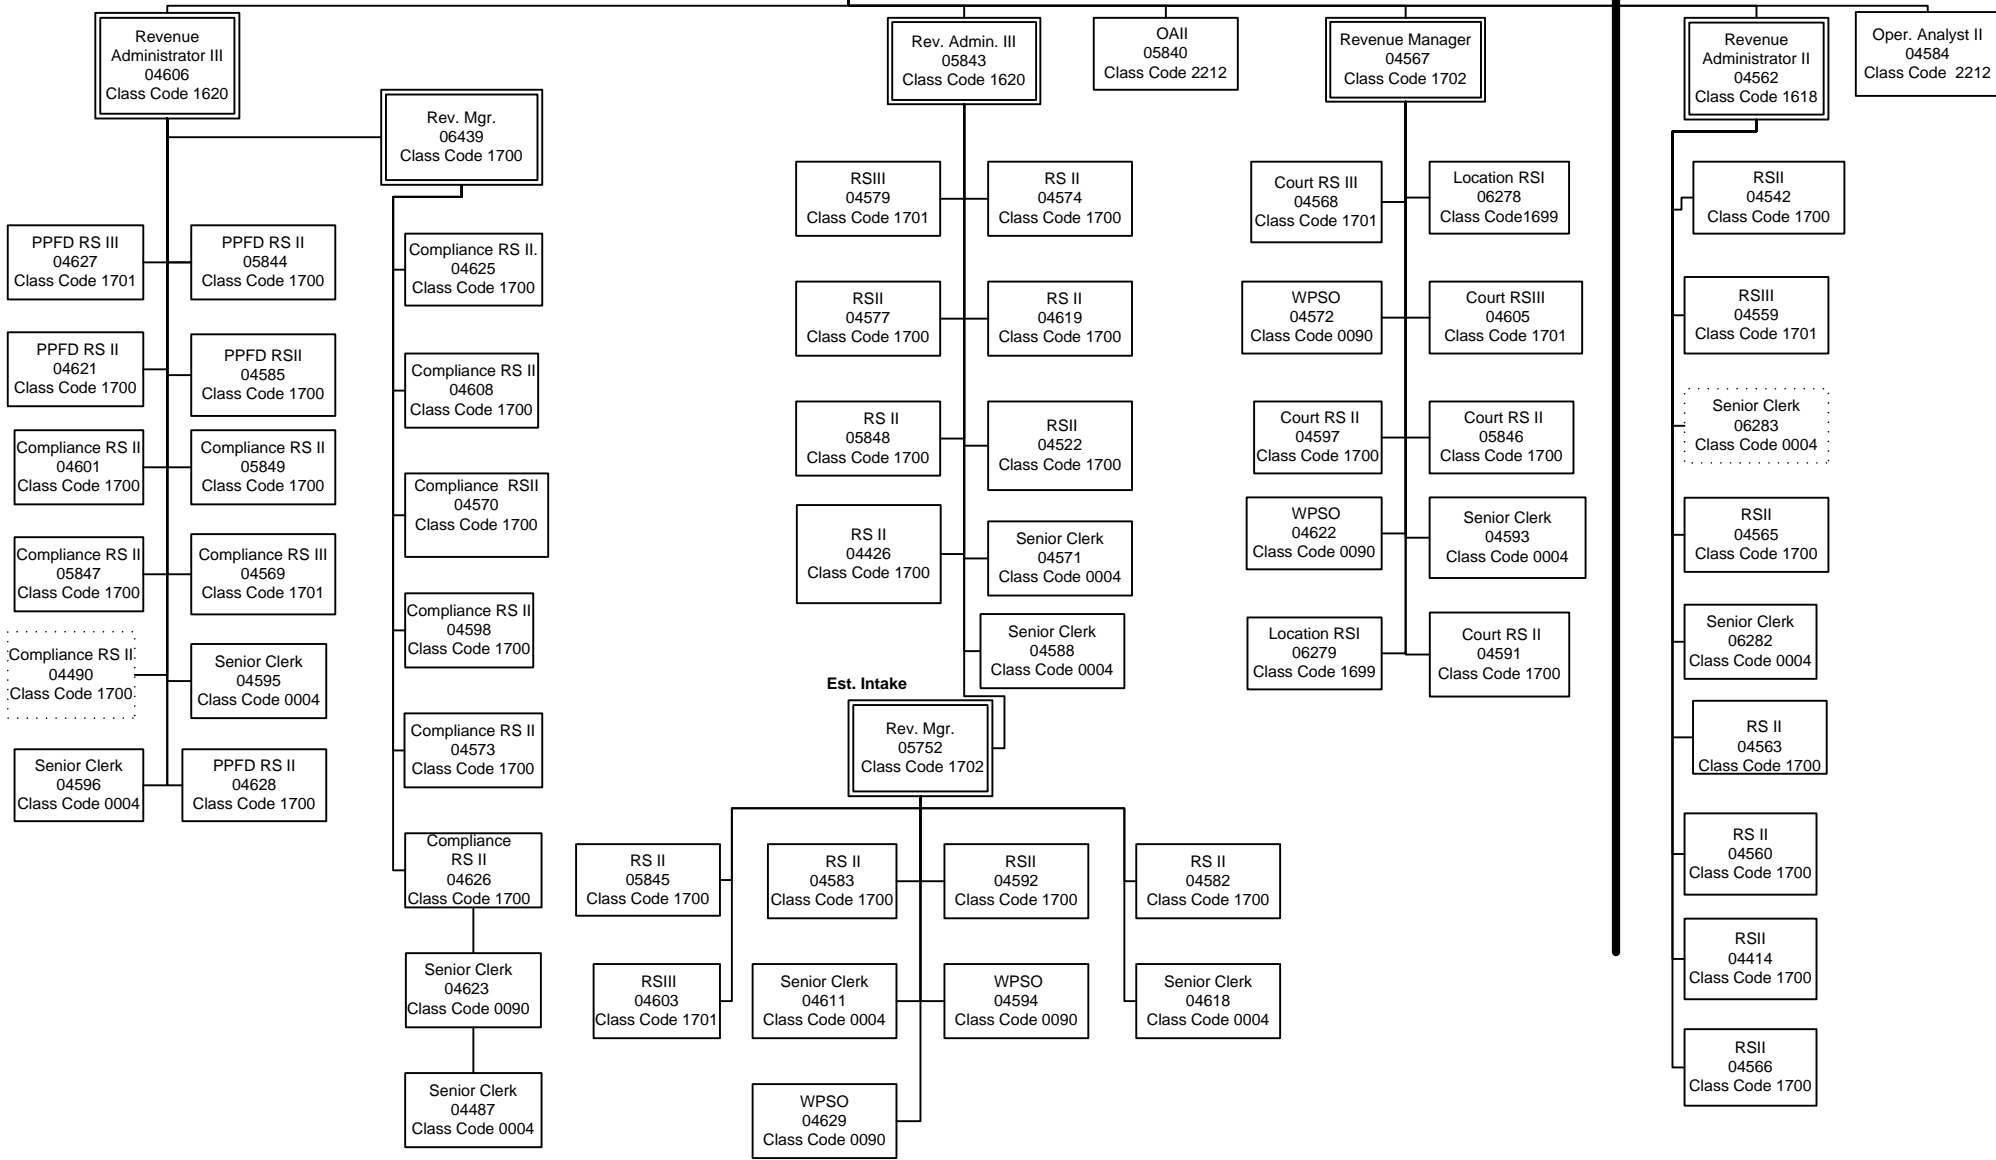 Revenue
Administrator III
04606
Class Code 1620
Rev. Admin. III
05843
Class Code 1620
OAII
05840
Class Code 2212
Revenue Manager
04567
Class Code 1702
Revenue
Administrator II
04562
Class Code 1618
Oper. Analyst II
04584
Class Code  2212
Rev. Mgr.
06439
Class Code 1700
PPFD RS III
04627
Class Code 1701
PPFD RS II
05844
Class Code 1700
PPFD RS II
04621
Class Code 1700
PPFD RSII
04585
Class Code 1700
Compliance RS II
04601
Class Code 1700
Compliance RS II
05849
Class Code 1700
Compliance RS II
05847
Class Code 1700
Compliance RS III
04569
Class Code 1701
Compliance RS II
04490
Class Code 1700
Senior Clerk
04595
Class Code 0004
Senior Clerk
04596
Class Code 0004
PPFD RS II
04628
Class Code 1700
Compliance RS II.
04625
Class Code 1700
Compliance RS II
04608
Class Code 1700
Compliance  RSII
04570
Class Code 1700
Compliance RS II
04598
Class Code 1700
Compliance RS II
04573
Class Code 1700
Compliance
RS II
04626
Class Code 1700
Senior Clerk
04623
Class Code 0090
Senior Clerk
04487
Class Code 0004
RSIII
04579
Class Code 1701
RS II
04574
Class Code 1700
RSII
04577
Class Code 1700
RS II
04619
Class Code 1700
RS II
05848
Class Code 1700
RSII
04522
Class Code 1700
RS II
04426
Class Code 1700
Senior Clerk
04571
Class Code 0004
Senior Clerk
04588
Class Code 0004
Est. Intake
Rev. Mgr.
05752
Class Code 1702
RS II
05845
Class Code 1700
RS II
04583
Class Code 1700
RSII
04592
Class Code 1700
RS II
04582
Class Code 1700
RSIII
04603
Class Code 1701
Senior Clerk
04611
Class Code 0004
WPSO
04594
Class Code 0090
Senior Clerk
04618
Class Code 0004
WPSO
04629
Class Code 0090
Court RS III
04568
Class Code 1701
Location RSI
06278
Class Code1699
WPSO
04572
Class Code 0090
Court RSIII
04605
Class Code 1701
Court RS II
04597
Class Code 1700
Court RS II
05846
Class Code 1700
WPSO
04622
Class Code 0090
Senior Clerk
04593
Class Code 0004
Location RSI
06279
Class Code 1699
Court RS II
04591
Class Code 1700
RSII
04542
Class Code 1700
RSIII
04559
Class Code 1701
Senior Clerk
06283
Class Code 0004
RSII
04565
Class Code 1700
Senior Clerk
06282
Class Code 0004
RS II
04563
Class Code 1700
RS II
04560
Class Code 1700
RSII
04414
Class Code 1700
RSII
04566
Class Code 1700